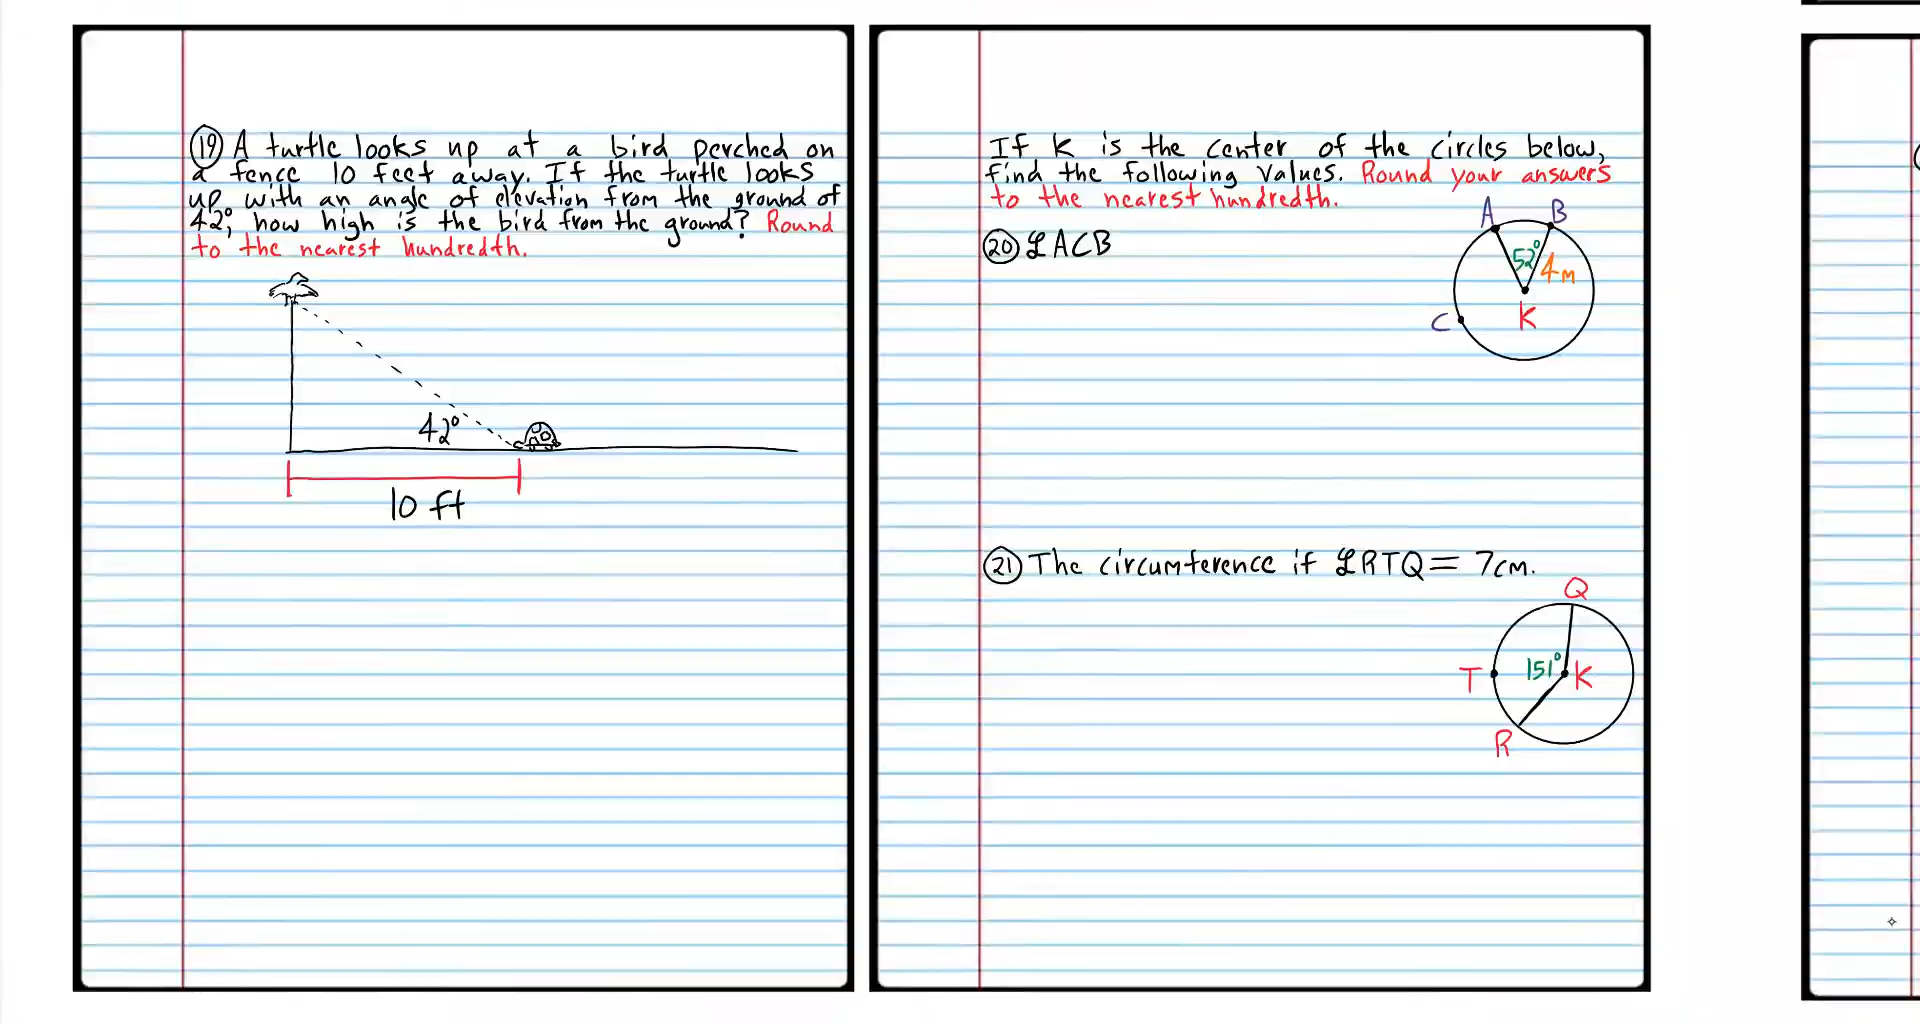 19 A turtle looks up at a bird perched on
a fence 10 feet away. If the turtle looks
up with an angle of elevation from the ground of
42°, how high is the bird from the ground? Round
to the nearest hundredth.
42°
10 ft
If K is the center of the circles below,
find the following values. Round your answers
to the nearest hundredth.
20 ℒACB
A
B
52°
4m
C
K
21 The circumference if ℒRTQ = 7cm.
Q
T
151°
K
R